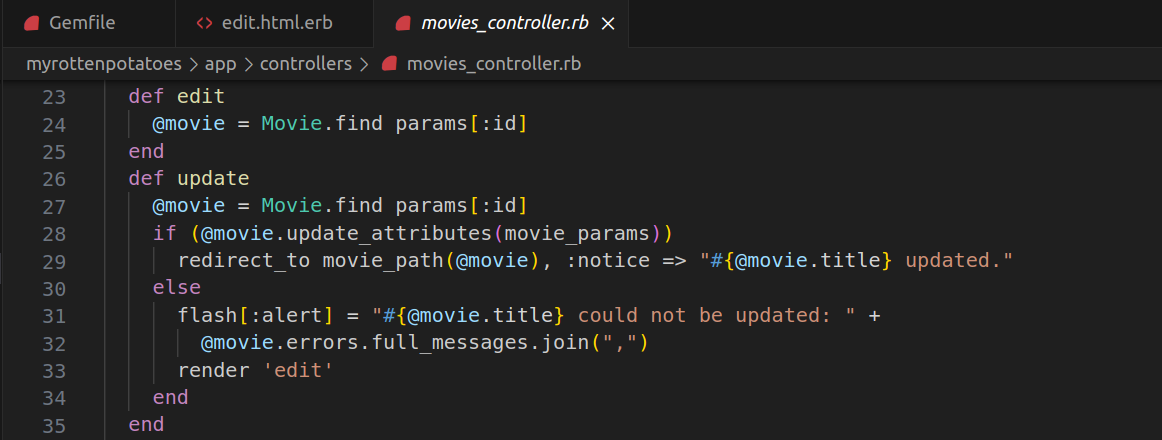 Gemfile <> edit.html.erb movies_controller.rb ×
myrottenpotatoes > app > controllers > movies_controller.rb
23 def edit
24 @movie = Movie.find params[:id]
25 end
26 def update
27 @movie = Movie.find params[:id]
28 if (@movie.update_attributes(movie_params))
29 redirect_to movie_path(@movie), :notice => "#{@movie.title} updated."
30 else
31 flash[:alert] = "#{@movie.title} could not be updated: " +
32 @movie.errors.full_messages.join(",")
33 render 'edit'
34 end
35 end